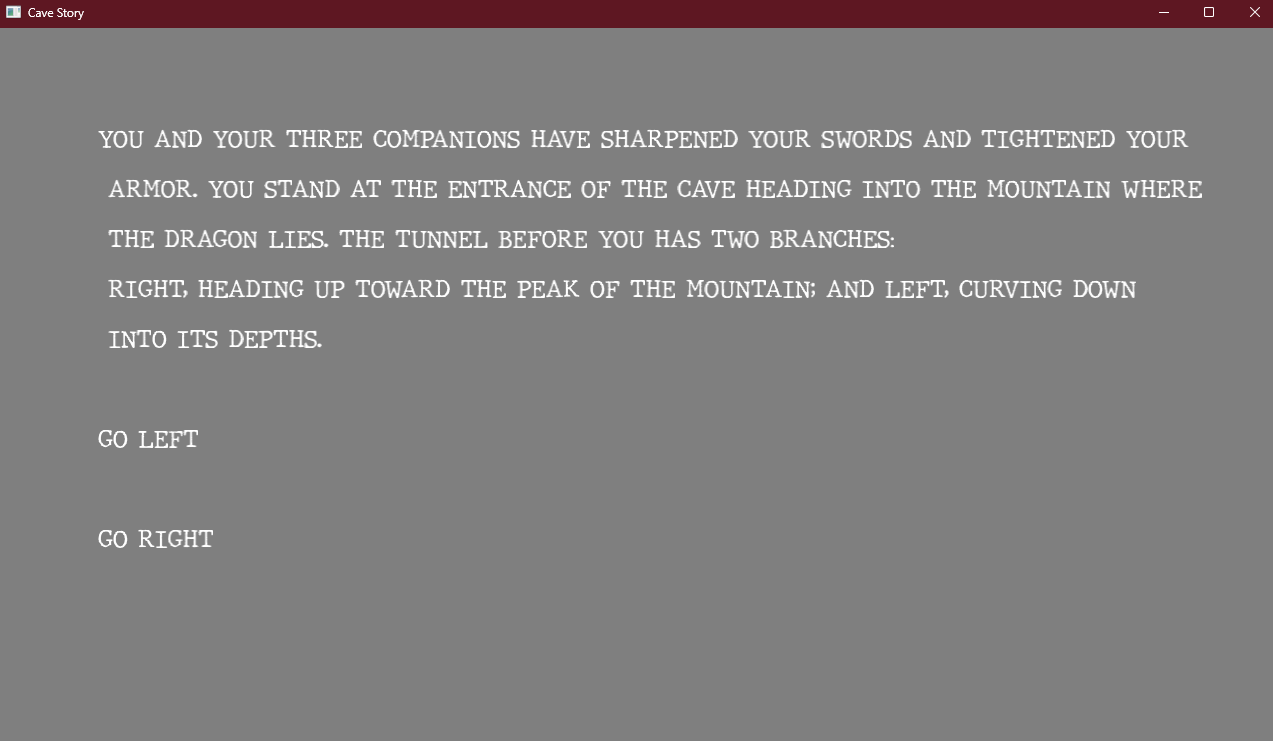 Cave Story
YOU AND YOUR THREE COMPANIONS HAVE SHARPENED YOUR SWORDS AND TIGHTENED YOUR
ARMOR. YOU STAND AT THE ENTRANCE OF THE CAVE HEADING INTO THE MOUNTAIN WHERE
THE DRAGON LIES. THE TUNNEL BEFORE YOU HAS TWO BRANCHES:
RIGHT, HEADING UP TOWARD THE PEAK OF THE MOUNTAIN; AND LEFT, CURVING DOWN
INTO ITS DEPTHS.
GO LEFT
GO RIGHT